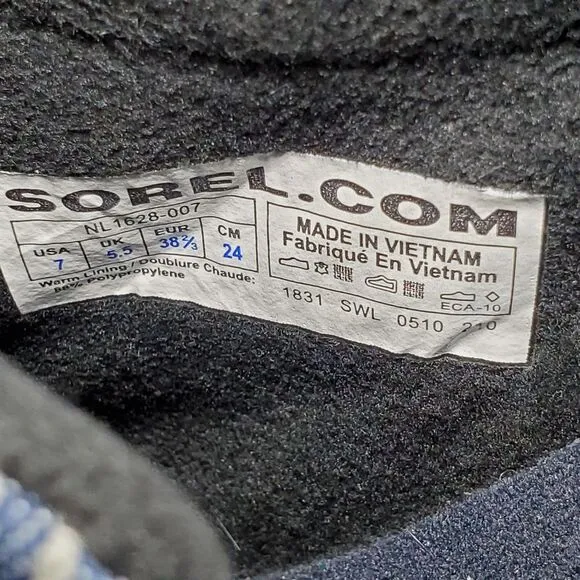 SOREL.COM
NL1628-007
USA UK EUR CM
7 5.5 38⅔ 24
Warm Lining / Doublure Chaude:
Polypropylene
MADE IN VIETNAM
Fabriqué En Vietnam
ECA-10
1831 SWL 0510 210